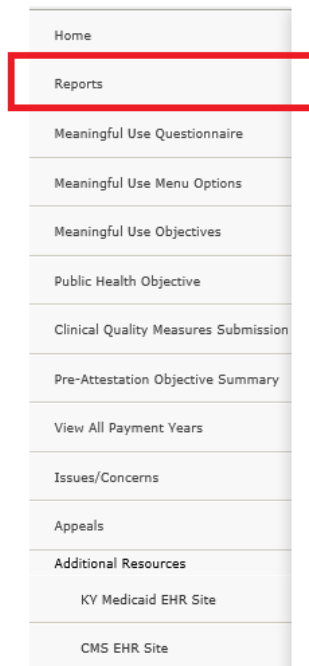 Home
Reports
Meaningful Use Questionnaire
Meaningful Use Menu Options
Meaningful Use Objectives
Public Health Objective
Clinical Quality Measures Submission
Pre-Attestation Objective Summary
View All Payment Years
Issues/Concerns
Appeals
Additional Resources
KY Medicaid EHR Site
CMS EHR Site